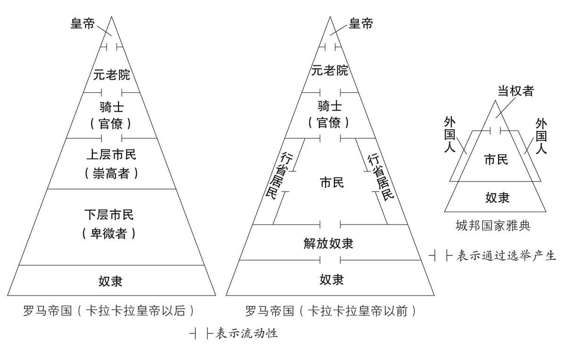 皇帝
元老院
骑士
（官僚）
上层市民
（崇高者）
下层市民
（卑微者）
奴隶
罗马帝国（卡拉卡拉皇帝以后）
皇帝
元老院
骑士
（官僚）
行省居民
市民
行省居民
解放奴隶
奴隶
罗马帝国（卡拉卡拉皇帝以前）
当权者
外国人
外国人
市民
奴隶
城邦国家雅典
表示通过选举产生
表示流动性